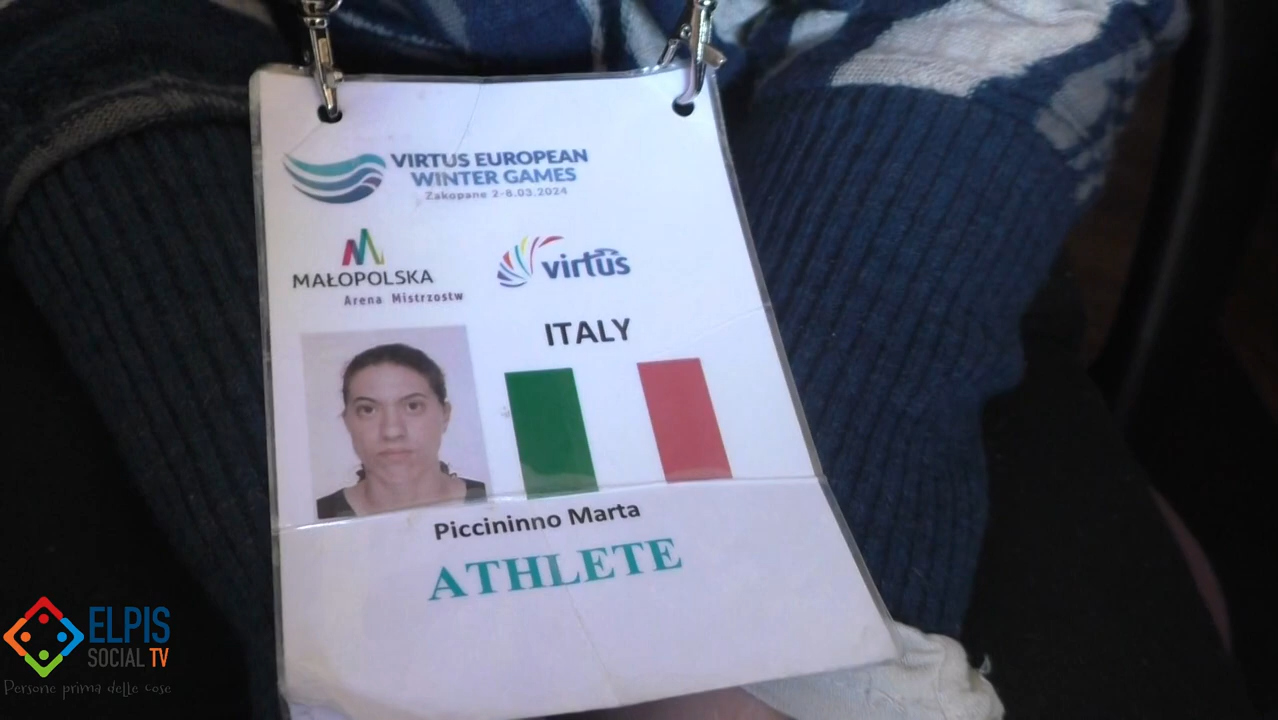 VIRTUS EUROPEAN
WINTER GAMES
Zakopane 2-8.03.2024
MAŁOPOLSKA
Arena Mistrzostw
virtus
ITALY
Piccininno Marta
ATHLETE
ELPIS
SOCIAL TV
Persone prima delle cose